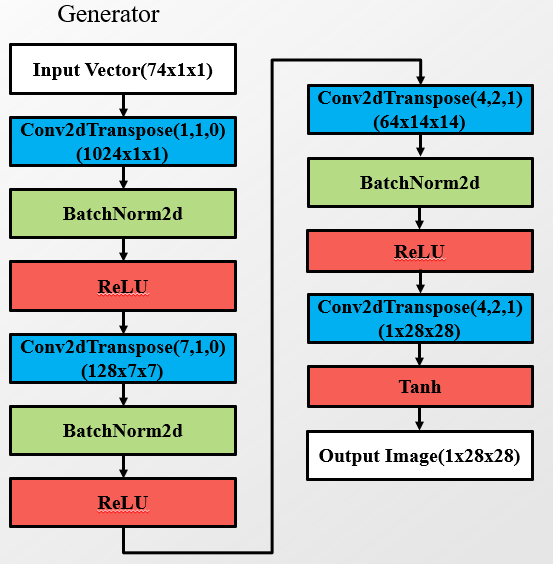 Generator
Input Vector(74x1x1)
Conv2dTranspose(1,1,0)
(1024x1x1)
BatchNorm2d
ReLU
Conv2dTranspose(7,1,0)
(128x7x7)
BatchNorm2d
ReLU
Conv2dTranspose(4,2,1)
(64x14x14)
BatchNorm2d
ReLU
Conv2dTranspose(4,2,1)
(1x28x28)
Tanh
Output Image(1x28x28)